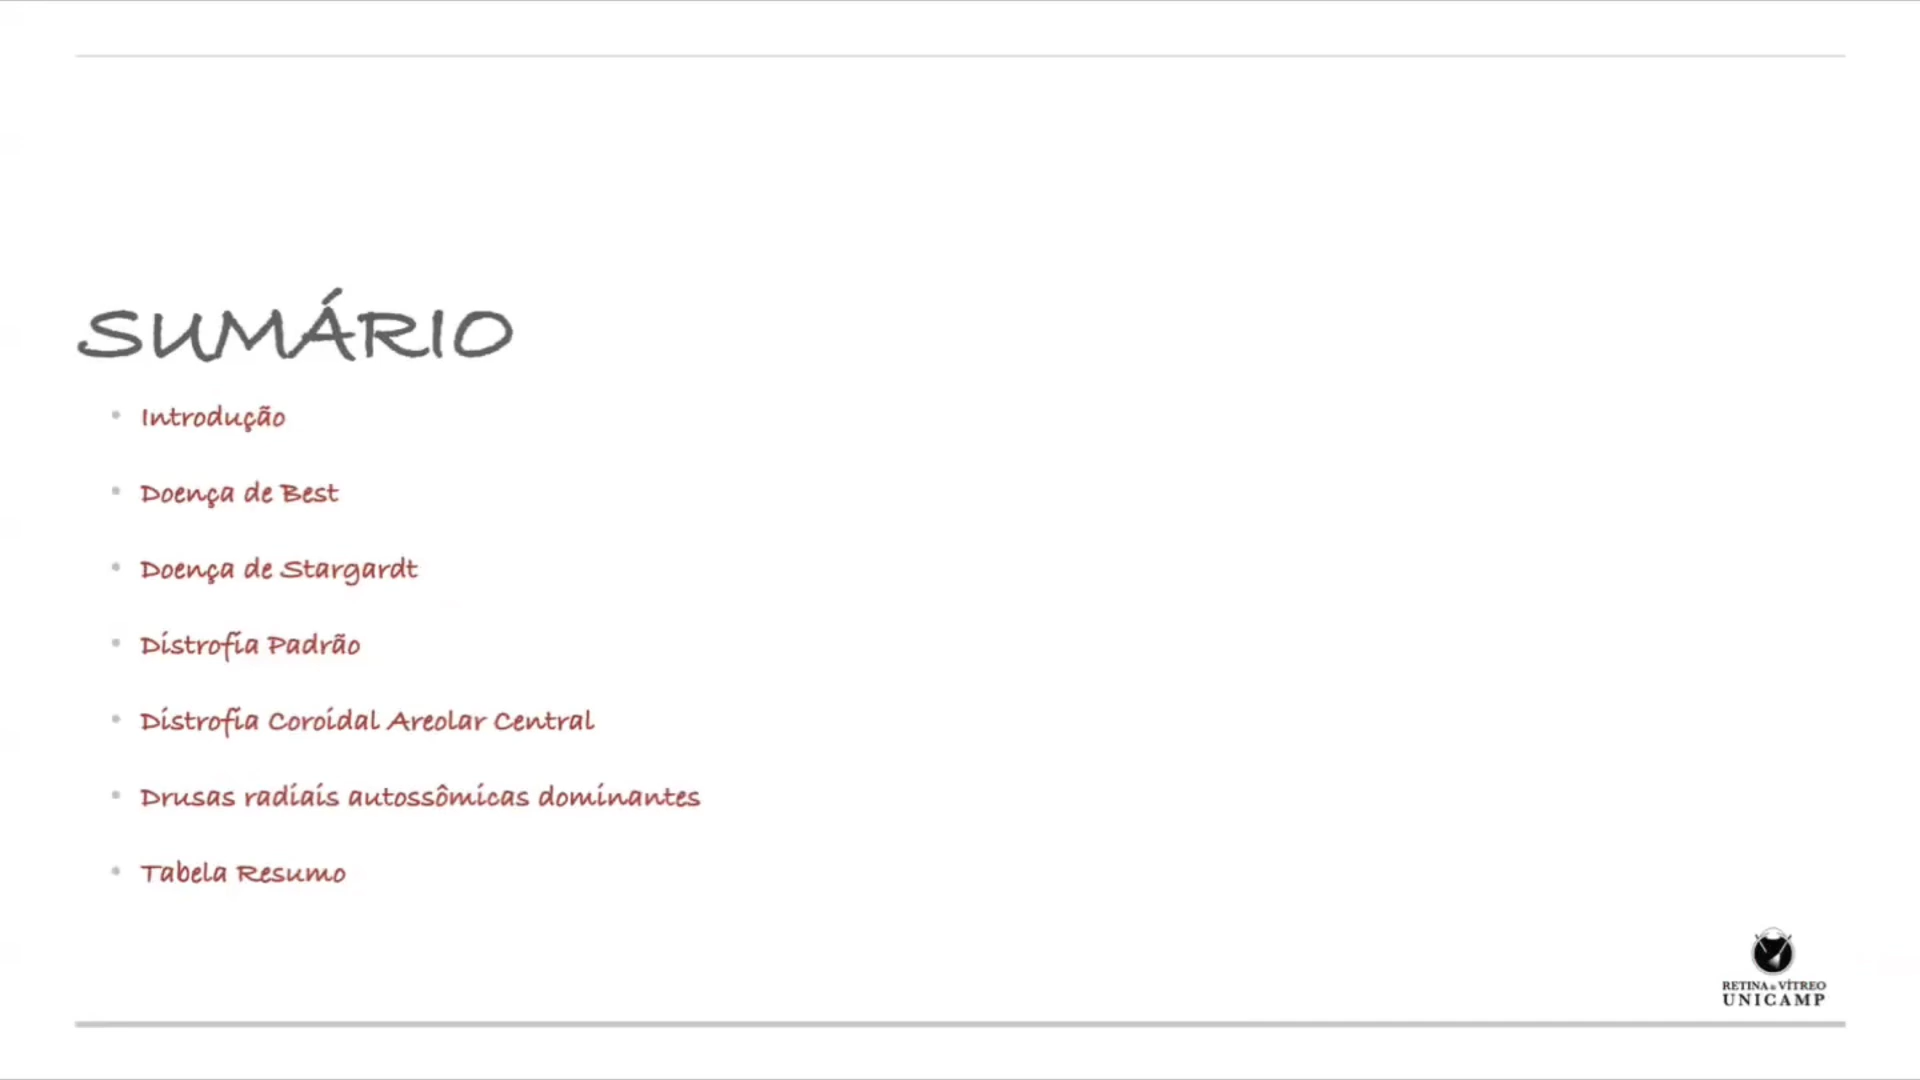 SUMÁRIO
Introdução
Doença de Best
Doença de Stargardt
Distrofia Padrão
Distrofia Coroidal Areolar Central
Drusas radiais autossômicas dominantes
Tabela Resumo
RETINA & VÍTREO
UNICAMP